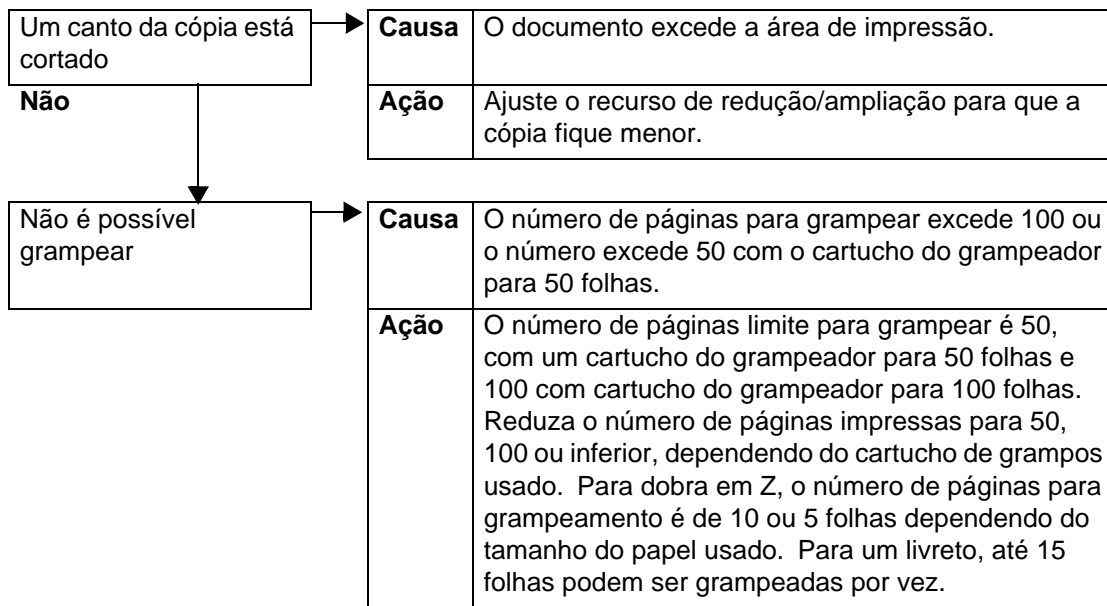 Um canto da cópia está
cortado
Causa
O documento excede a área de impressão.
Não
Ação
Ajuste o recurso de redução/ampliação para que a
cópia fique menor.
Não é possível
grampear
Causa
O número de páginas para grampear excede 100 ou
o número excede 50 com o cartucho do grampeador
para 50 folhas.
Ação
O número de páginas limite para grampear é 50,
com um cartucho do grampeador para 50 folhas e
100 com cartucho do grampeador para 100 folhas.
Reduza o número de páginas impressas para 50,
100 ou inferior, dependendo do cartucho de grampos
usado.  Para dobra em Z, o número de páginas para
grampeamento é de 10 ou 5 folhas dependendo do
tamanho do papel usado.  Para um livreto, até 15
folhas podem ser grampeadas por vez.